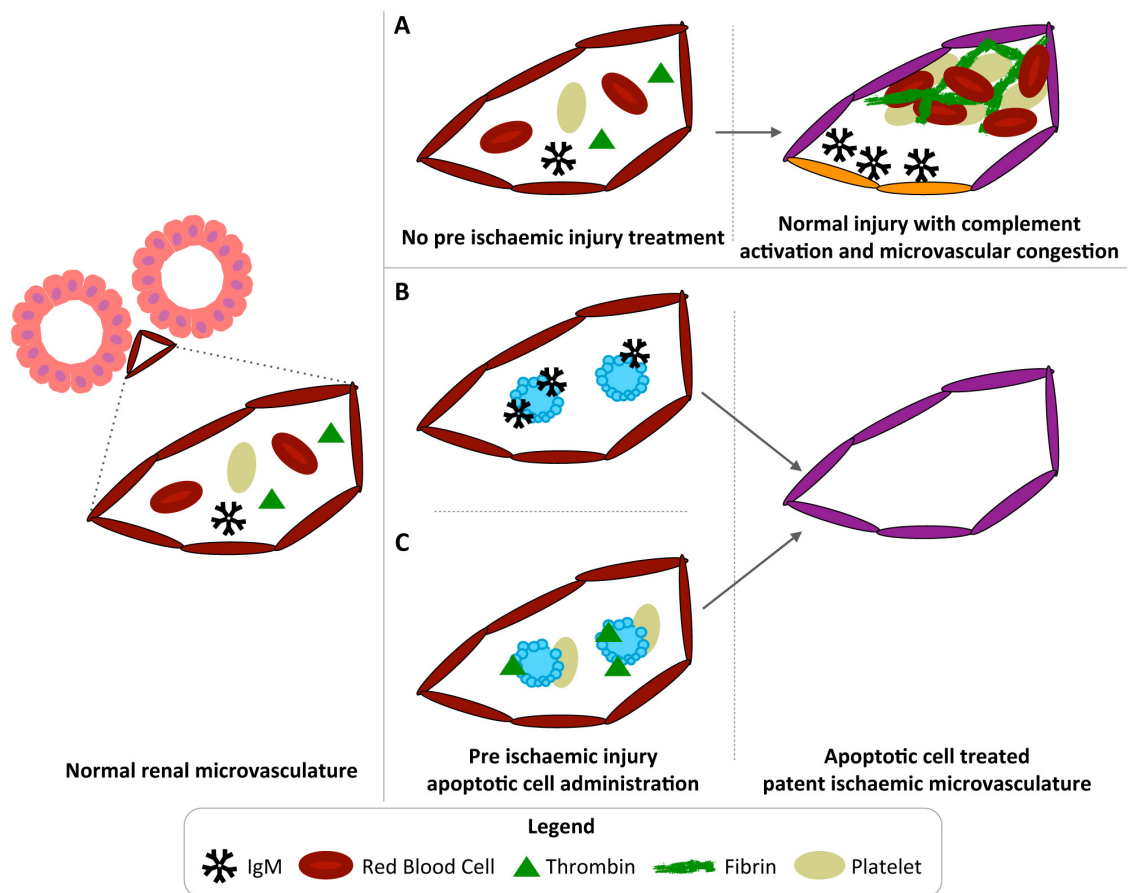 A
No pre ischaemic injury treatment
Normal injury with complement
activation and microvascular congestion
B
C
Normal renal microvasculature
Pre ischaemic injury
apoptotic cell administration
Apoptotic cell treated
patent ischaemic microvasculature
Legend
IgM
Red Blood Cell
Thrombin
Fibrin
Platelet